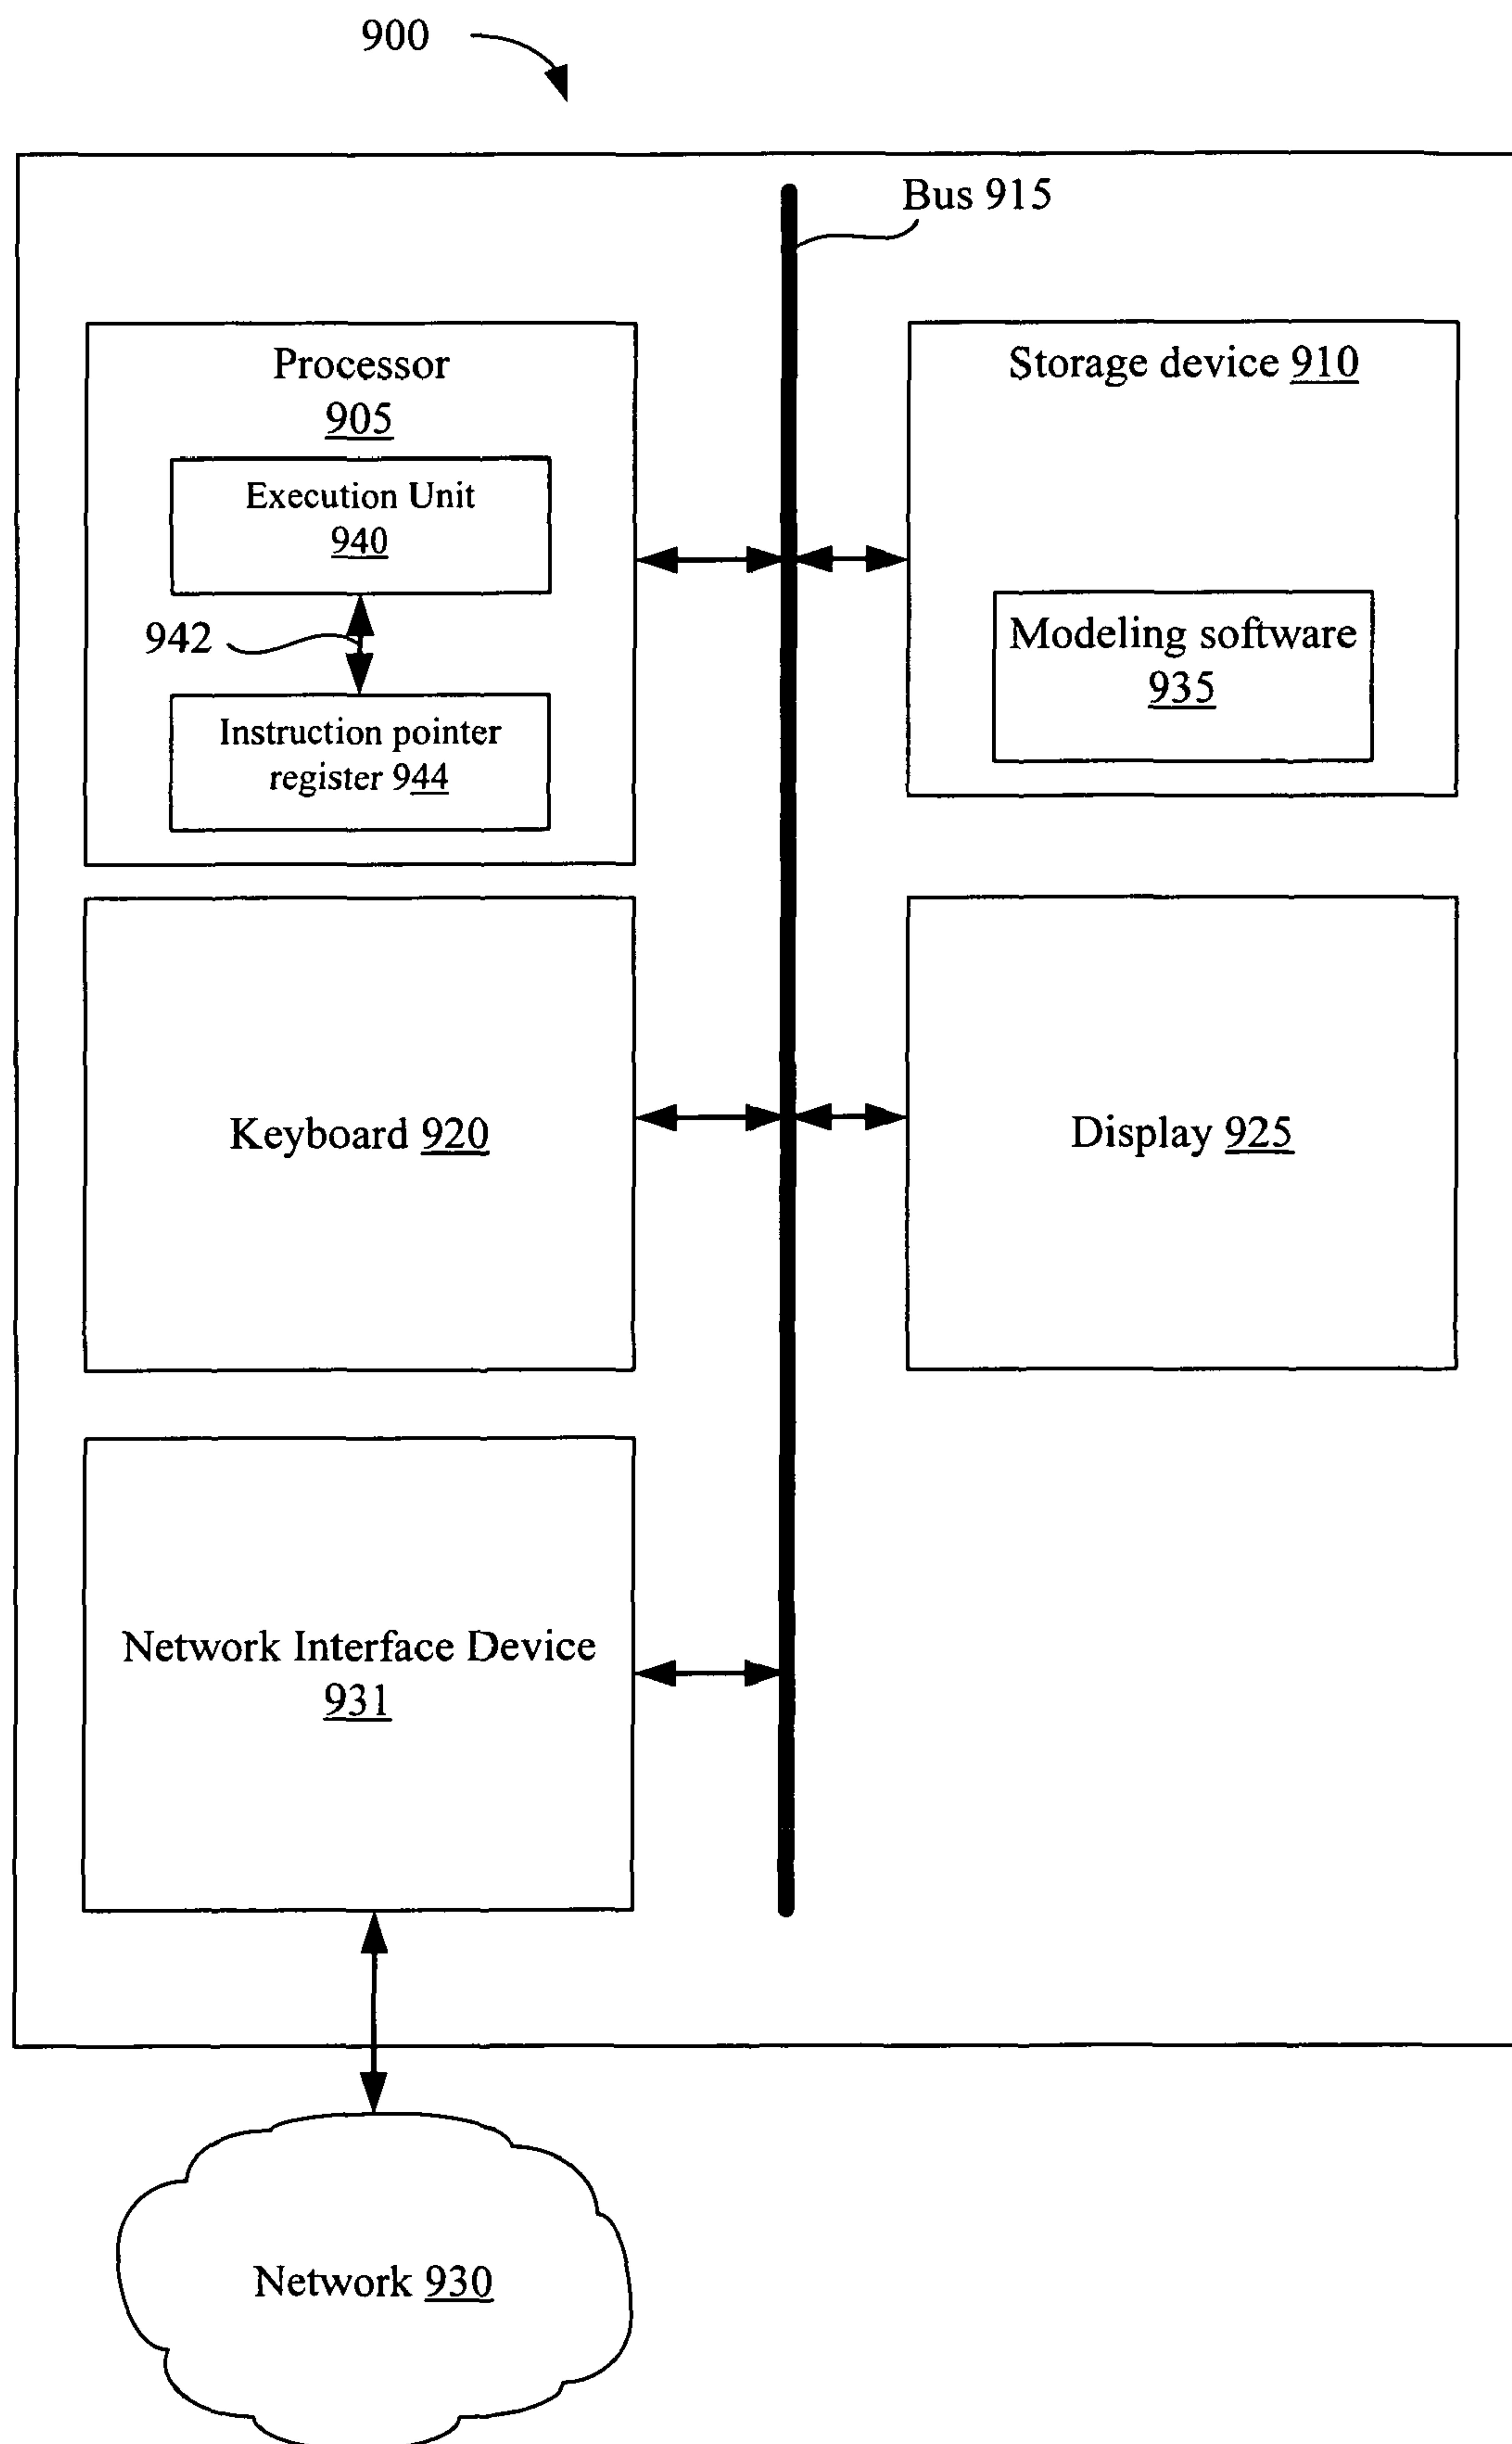 900
Bus 915
Processor
905
Execution Unit
940
942
Instruction pointer
register 944
Storage device 910
Modeling software
935
Keyboard 920
Display 925
Network Interface Device
931
Network 930